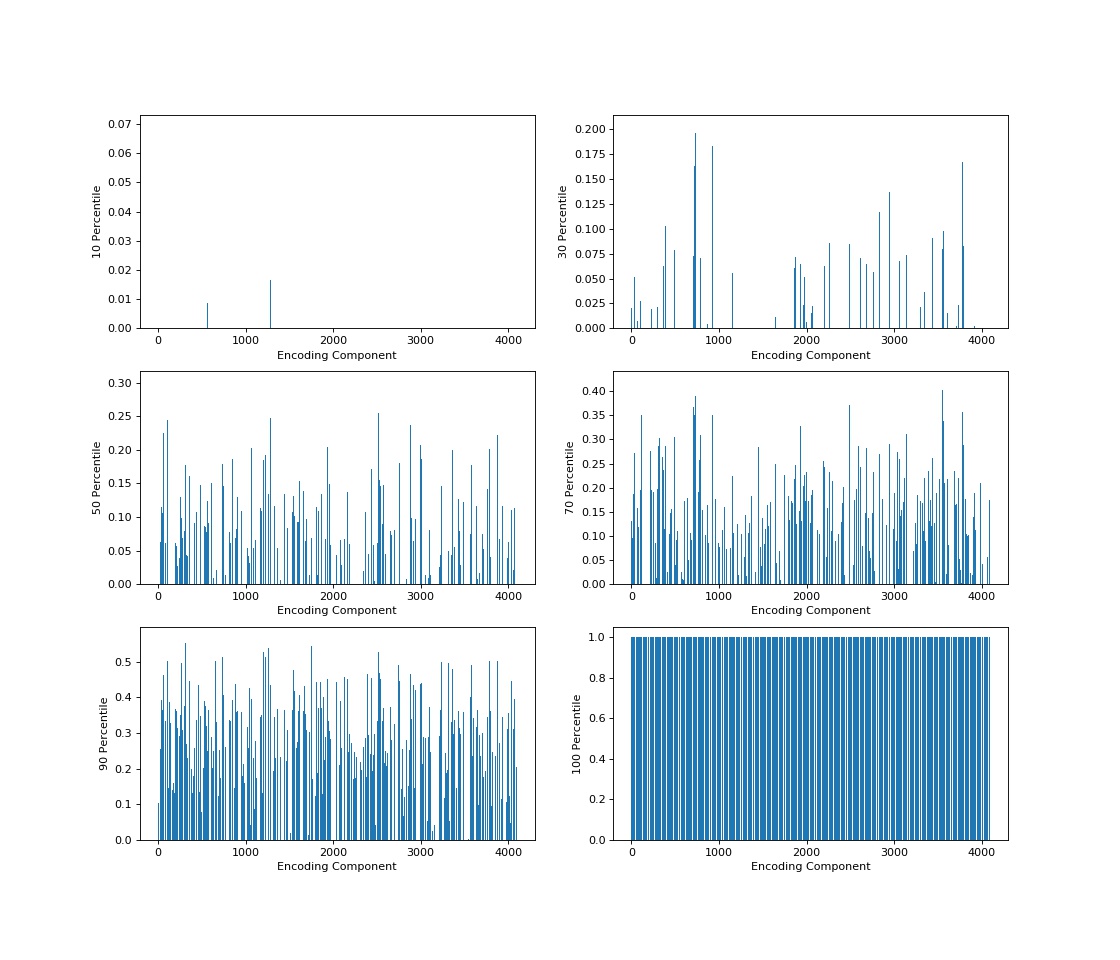 10 Percentile
0.07
0.06
0.05
0.04
0.03
0.02
0.01
0.00
0 1000 2000 3000 4000
Encoding Component
30 Percentile
0.200
0.175
0.150
0.125
0.100
0.075
0.050
0.025
0.000
0 1000 2000 3000 4000
Encoding Component
50 Percentile
0.30
0.25
0.20
0.15
0.10
0.05
0.00
0 1000 2000 3000 4000
Encoding Component
70 Percentile
0.40
0.35
0.30
0.25
0.20
0.15
0.10
0.05
0.00
0 1000 2000 3000 4000
Encoding Component
90 Percentile
0.5
0.4
0.3
0.2
0.1
0.0
0 1000 2000 3000 4000
Encoding Component
100 Percentile
1.0
0.8
0.6
0.4
0.2
0.0
0 1000 2000 3000 4000
Encoding Component